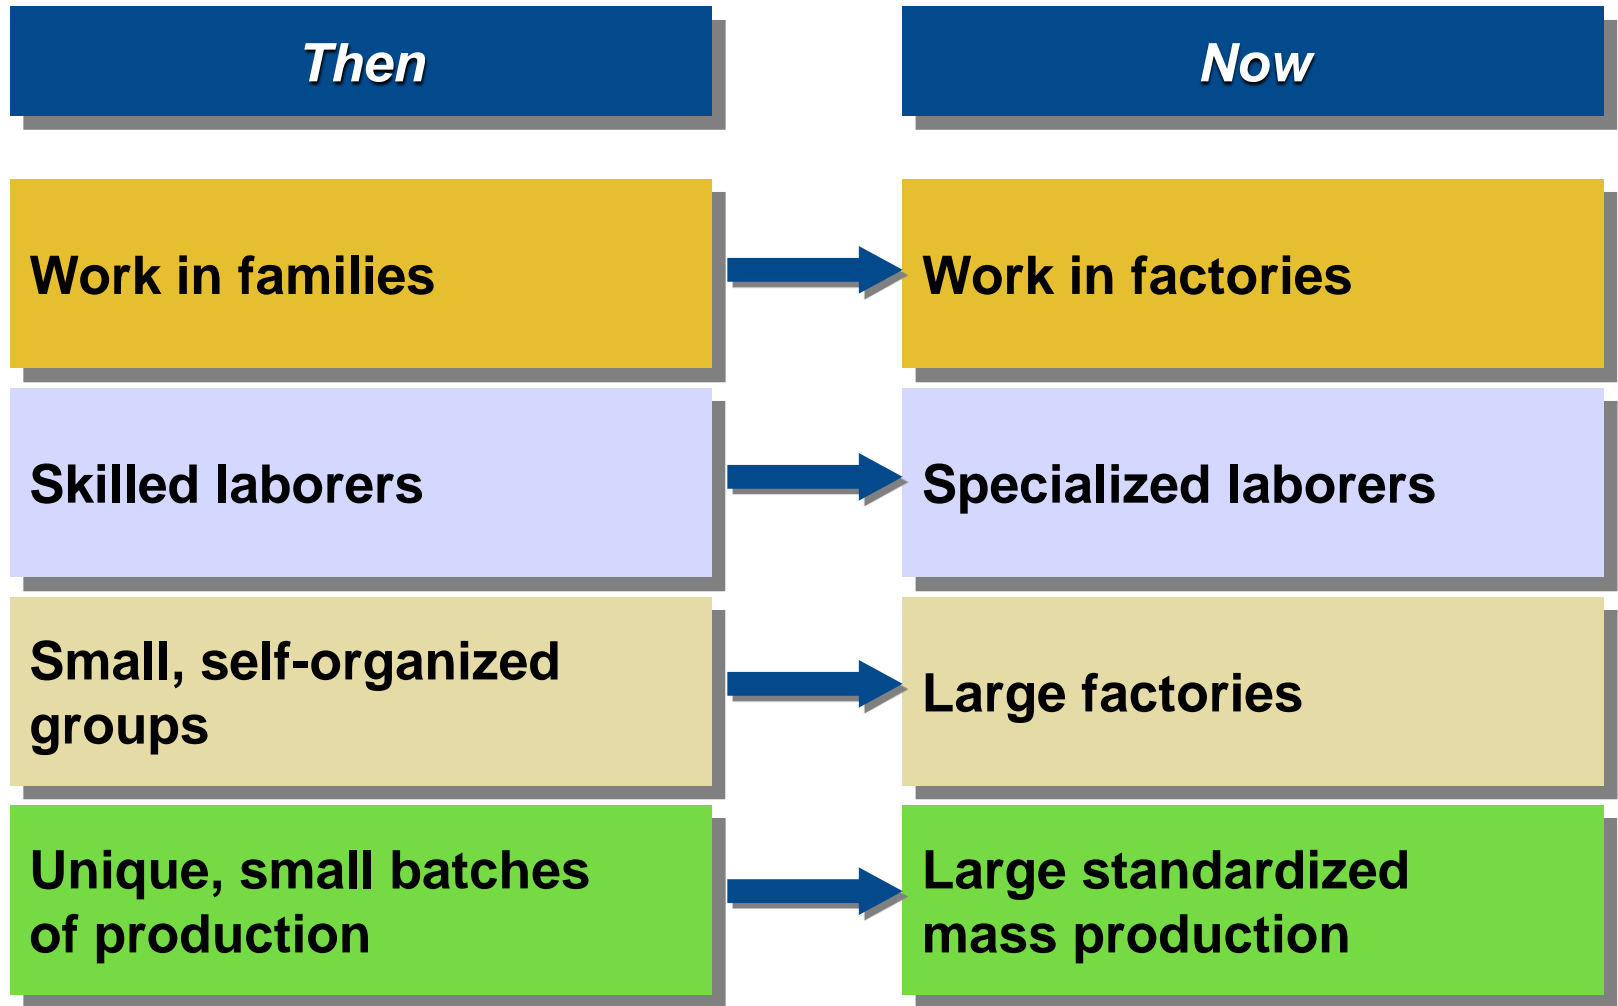 Then
Now
Work in families
Work in factories
Skilled laborers
Specialized laborers
Small, self-organized
groups
Large factories
Unique, small batches
of production
Large standardized
mass production